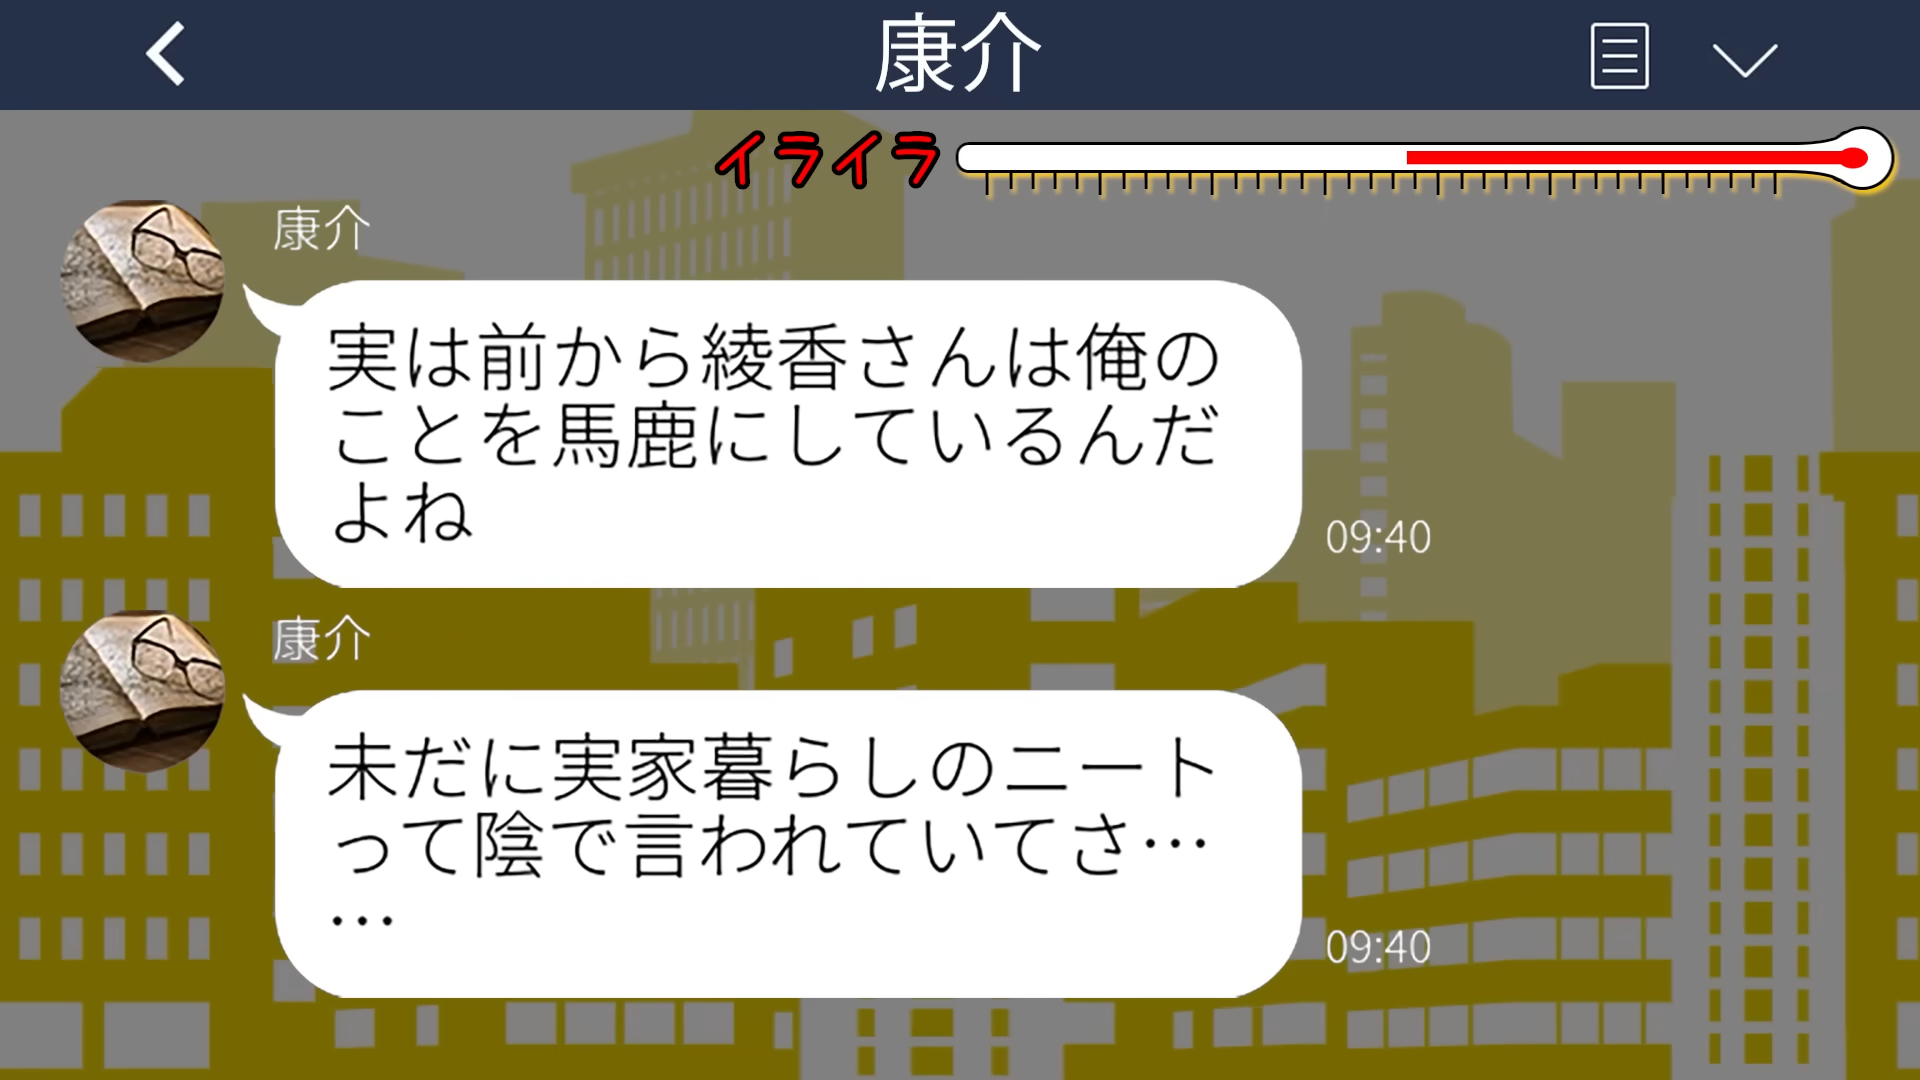 康介
イライラ
康介
実は前から綾香さんは俺の
ことを馬鹿にしているんだ
よね
09:40
康介
未だに実家暮らしのニート
って陰で言われていてさ…
…
09:40